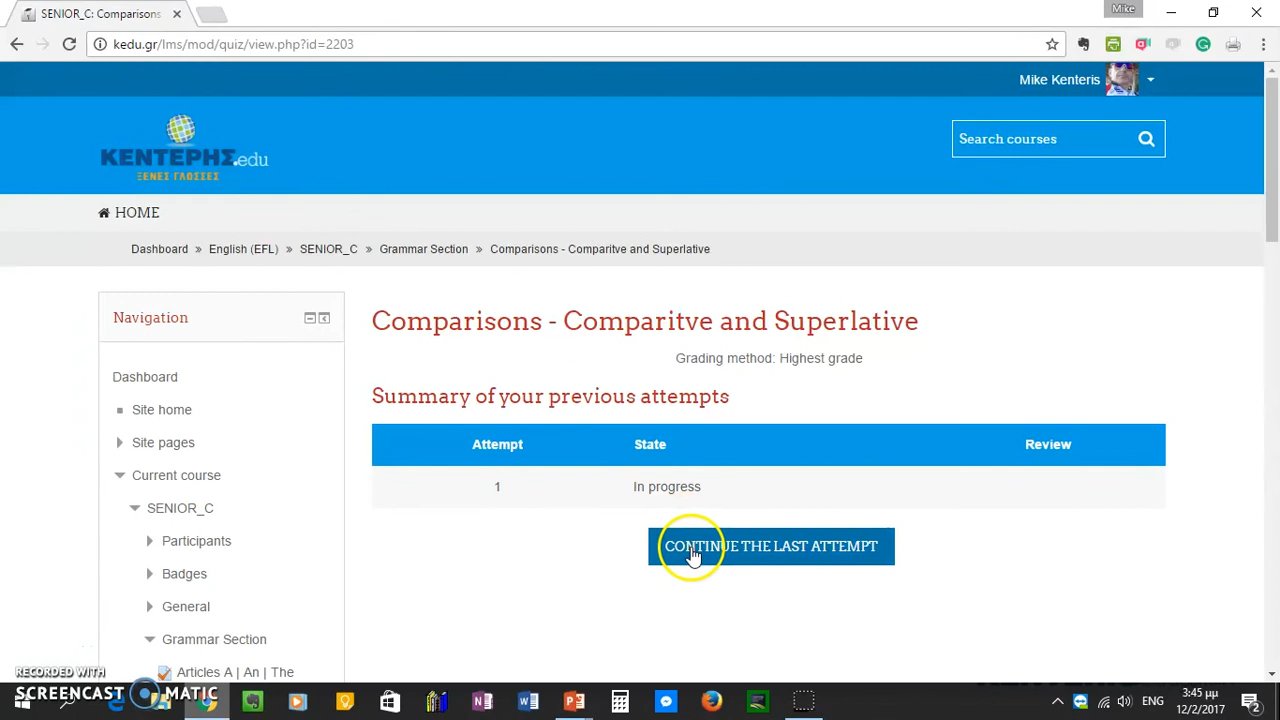 SENIOR_C: Comparisons
Mike
kedu.gr/lms/mod/quiz/view.php?id=2203
Mike Kenteris
ΚΕΝΤΕΡΗΣ.edu
ΞΕΝΕΣ ΓΛΩΣΣΕΣ
Search courses
HOME
Dashboard » English (EFL) » SENIOR_C » Grammar Section » Comparisons - Comparitve and Superlative
Navigation
Dashboard
Site home
Site pages
Current course
SENIOR_C
Participants
Badges
General
Grammar Section
Articles A | An | The
Comparisons - Comparitve and Superlative
Grading method: Highest grade
Summary of your previous attempts
Attempt State Review
1 In progress
CONTINUE THE LAST ATTEMPT
RECORDED WITH
SCREENCAST MATIC
ENG
3:45 μμ
12/2/2017
2